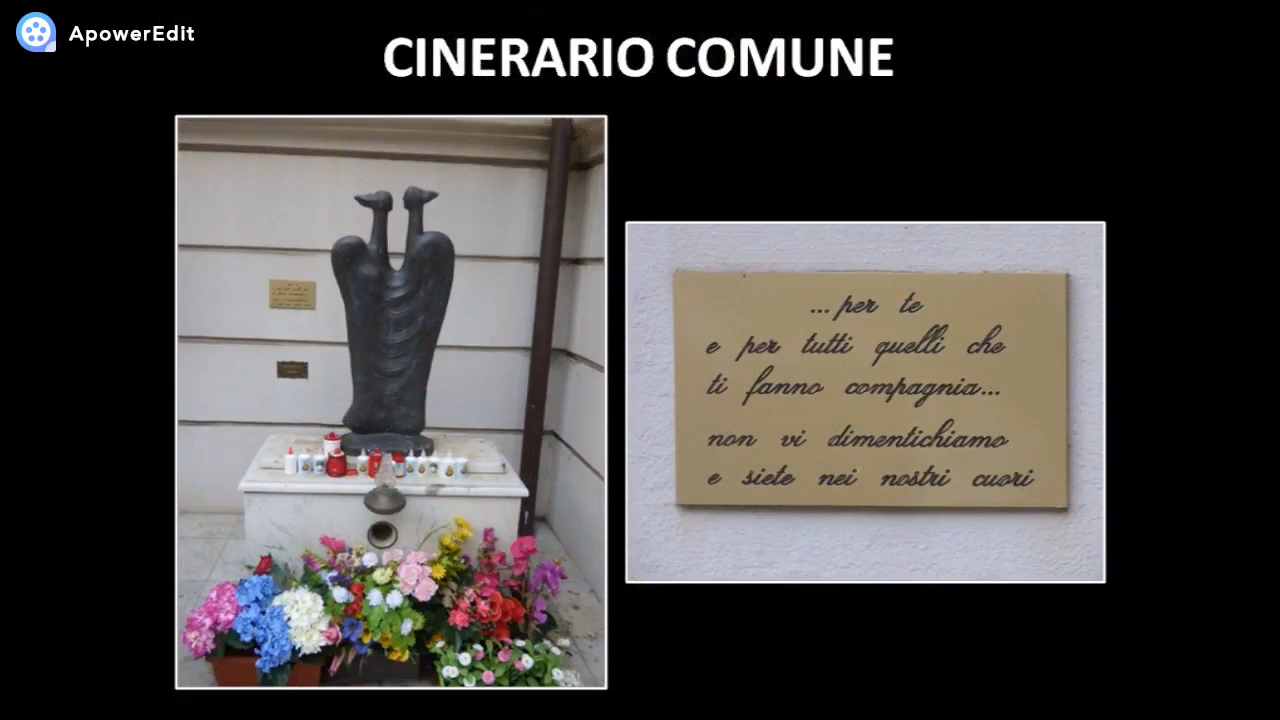 ApowerEdit
CINERARIO COMUNE
... per te
e per tutti quelli che
ti fanno compagnia...
non vi dimentichiamo
e siete nei nostri cuori